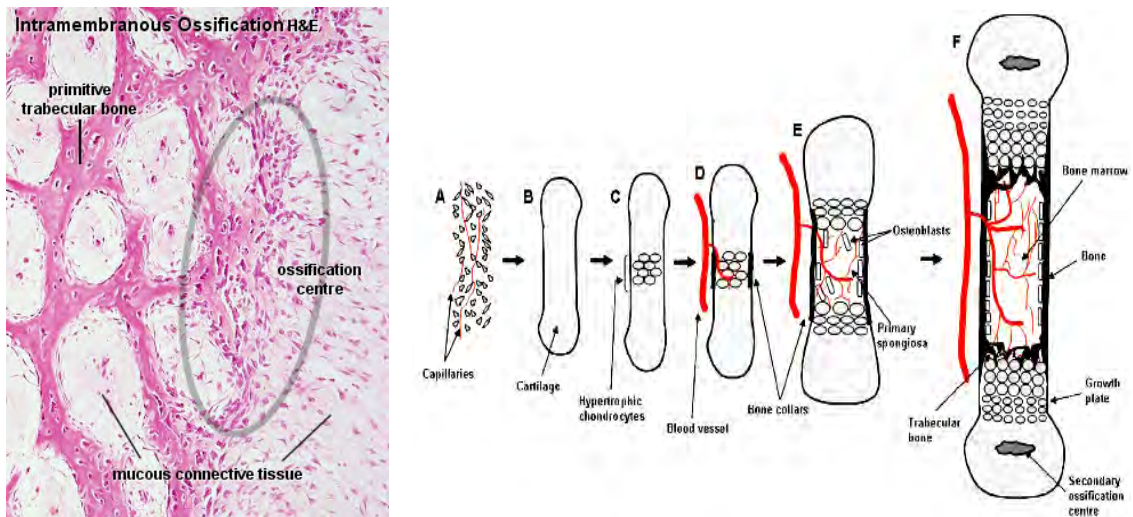 Intramembranous Ossification H&E
primitive
trabecular bone
ossification
centre
mucous connective tissue
A
Capillaries
B
Cartilage
C
Hypertrophic
chondrocytes
D
Blood vessel
Bone collars
E
Osteoblasts
Primary
spongiosa
F
Bone marrow
Bone
Growth
plate
Trabecular
bone
Secondary
ossification
centre